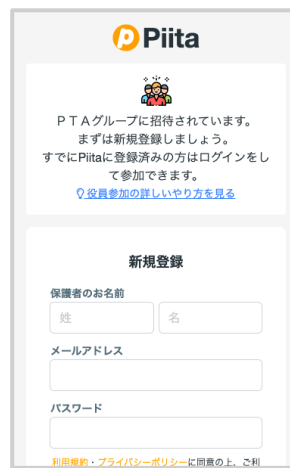 Piita
ＰＴＡグループに招待されています。
まずは新規登録しましょう。
すでにPiitaに登録済みの方はログインをし
て参加できます。
役員参加の詳しいやり方を見る
新規登録
保護者のお名前
姓 名
メールアドレス
パスワード
利用規約・プライバシーポリシーに同意の上、ご利